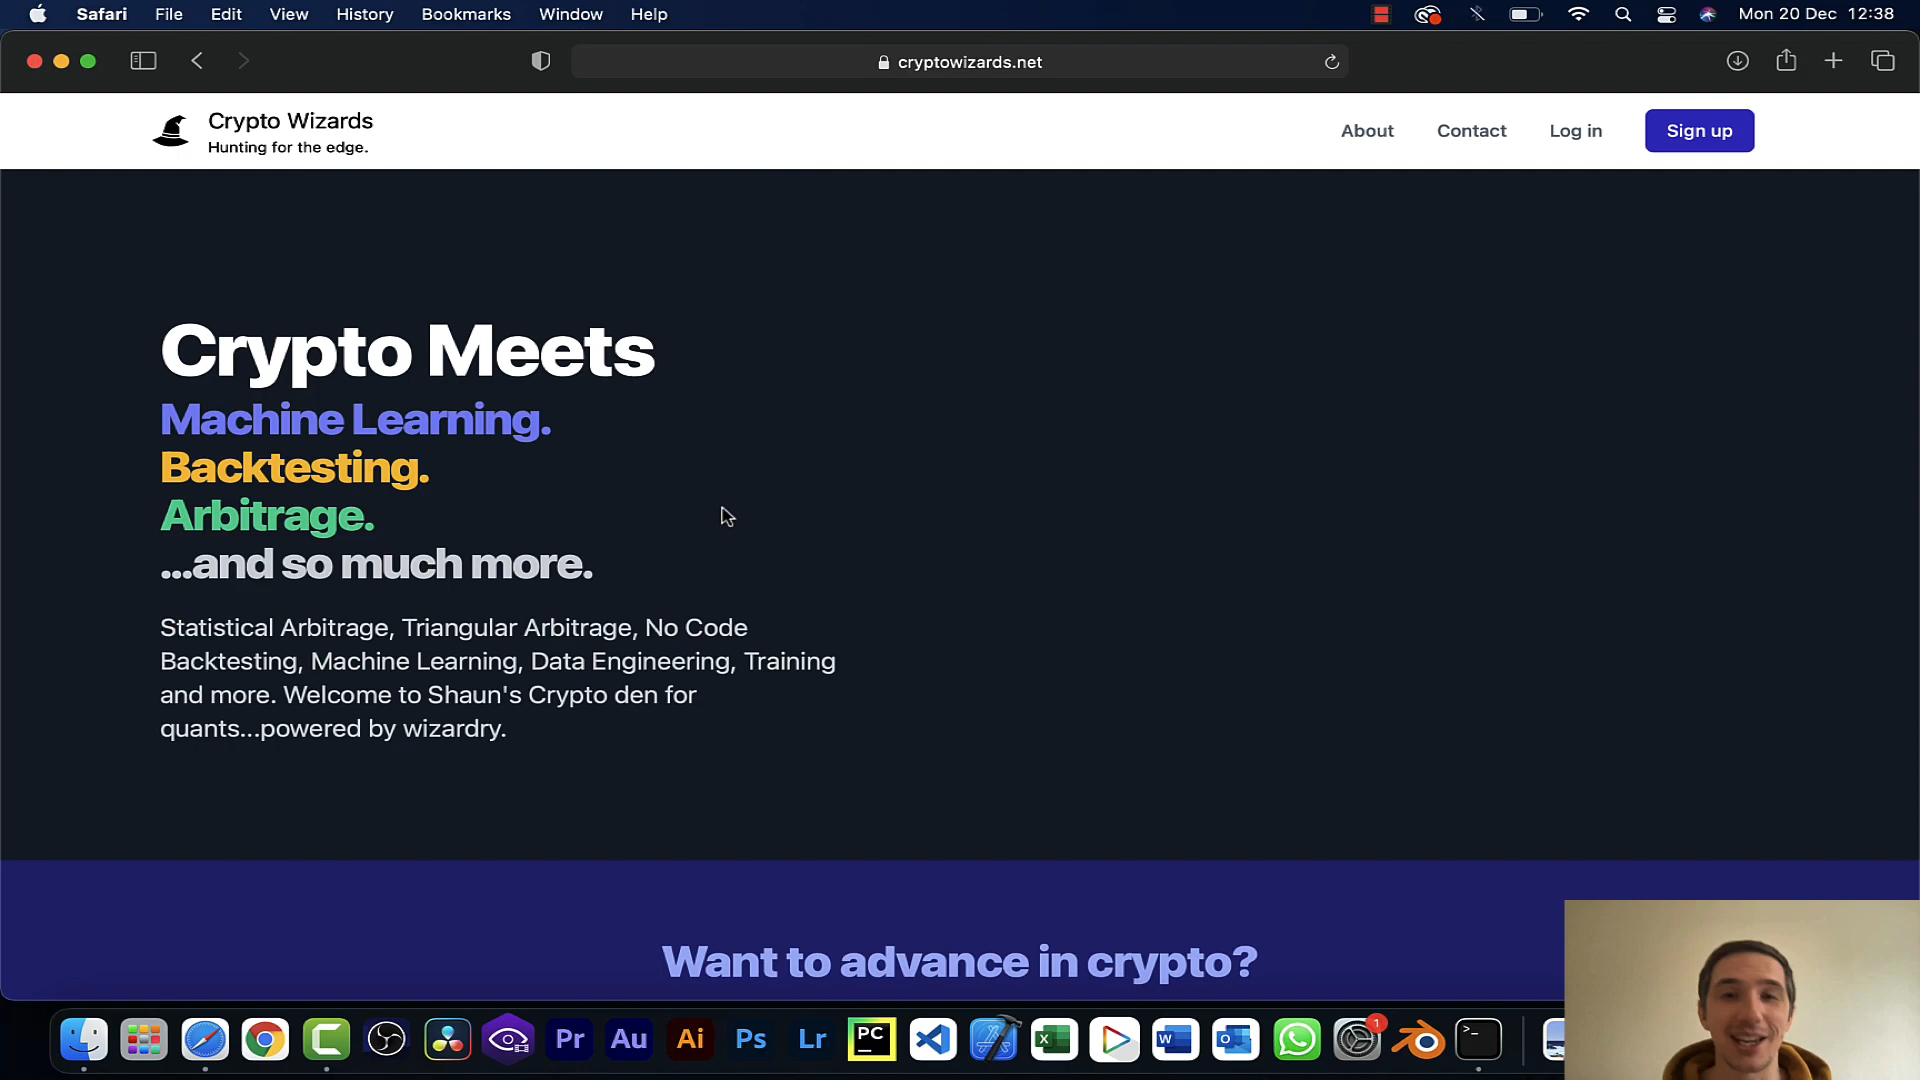 Safari File Edit View History Bookmarks Window Help Mon 20 Dec 12:38
cryptowizards.net
Crypto Wizards
Hunting for the edge.
About Contact Log in Sign up
Crypto Meets
Machine Learning.
Backtesting.
Arbitrage.
...and so much more.
Statistical Arbitrage, Triangular Arbitrage, No Code
Backtesting, Machine Learning, Data Engineering, Training
and more. Welcome to Shaun's Crypto den for
quants...powered by wizardry.
Want to advance in crypto?
Pr Au Ai Ps Lr PC X W O 1 >_